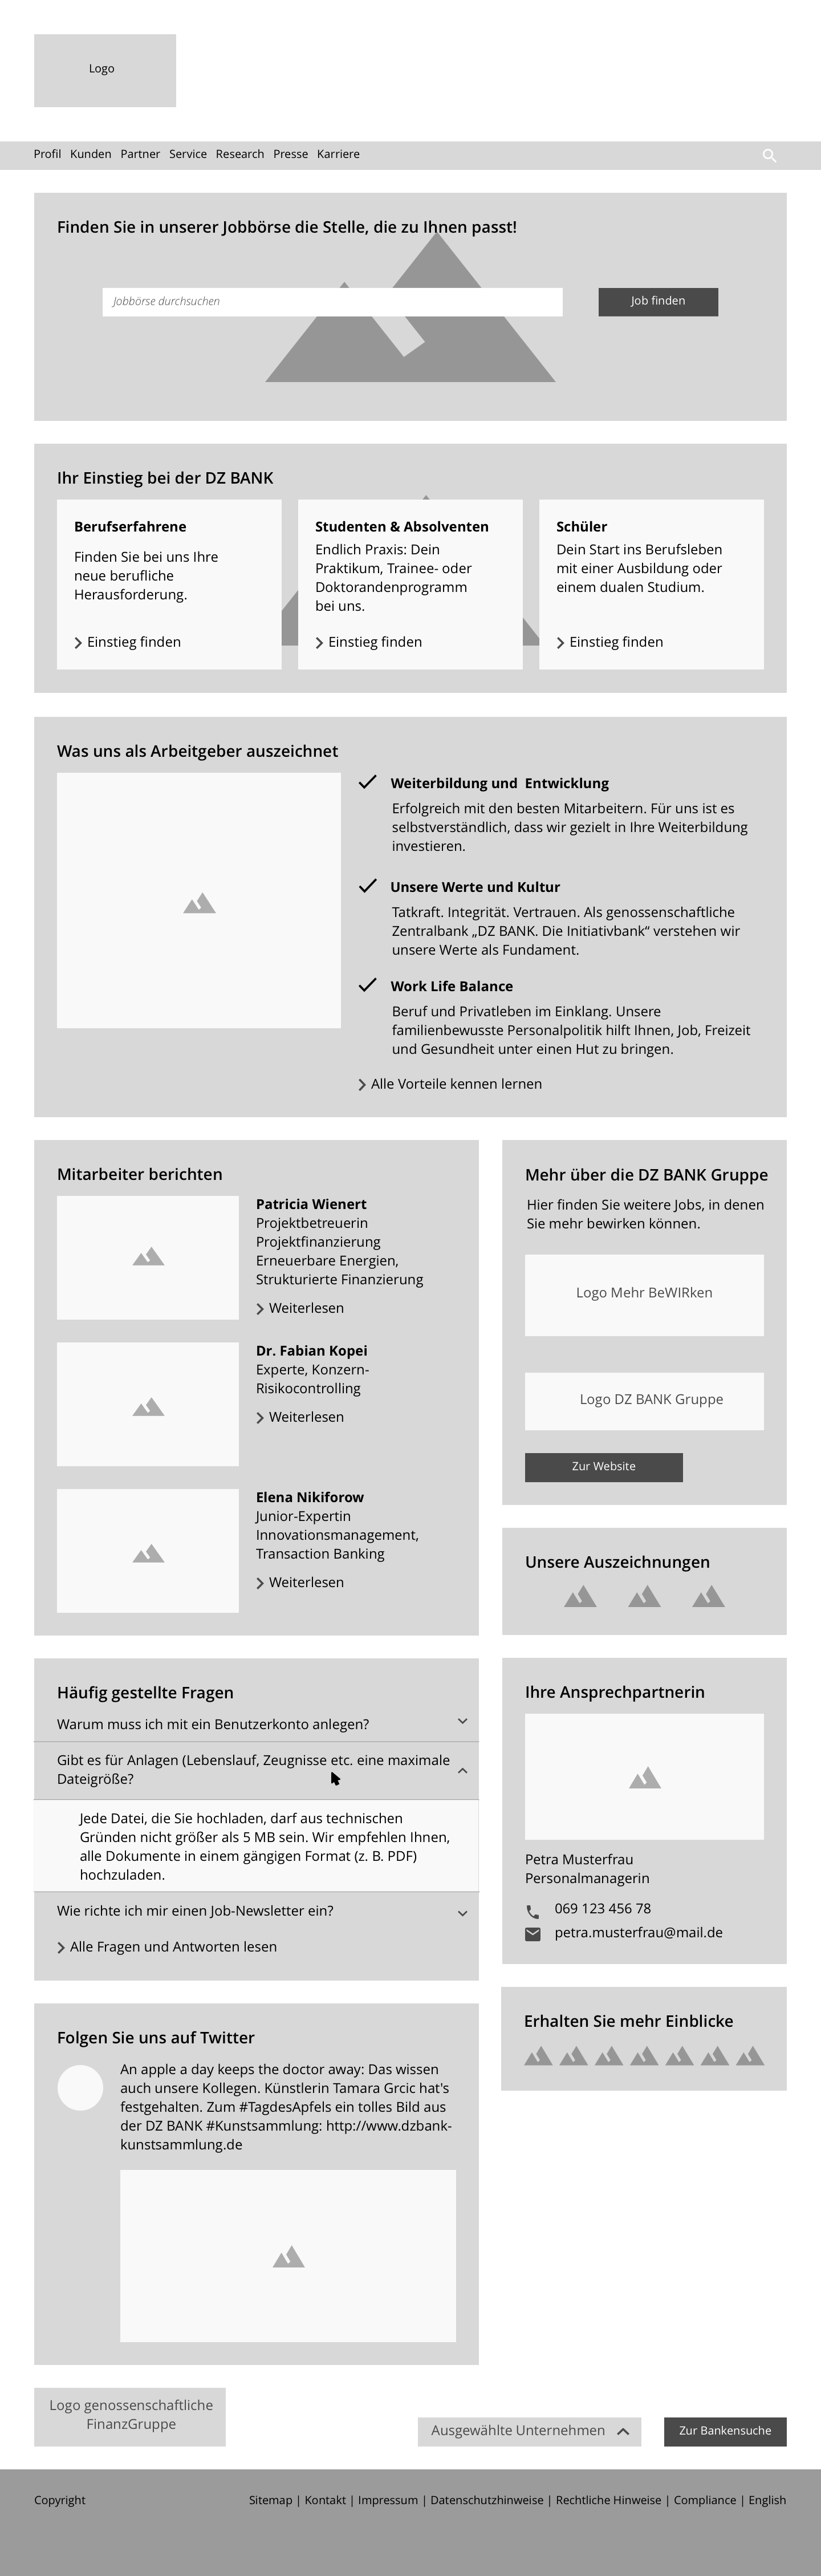 Logo
Profil Kunden Partner Service Research Presse Karriere
Finden Sie in unserer Jobbörse die Stelle, die zu Ihnen passt!
Jobbörse durchsuchen
Job finden
Ihr Einstieg bei der DZ BANK
Berufserfahrene
Finden Sie bei uns Ihre
neue berufliche
Herausforderung.
Einstieg finden
Studenten & Absolventen
Endlich Praxis: Dein
Praktikum, Trainee- oder
Doktorandenprogramm
bei uns.
Einstieg finden
Schüler
Dein Start ins Berufsleben
mit einer Ausbildung oder
einem dualen Studium.
Einstieg finden
Was uns als Arbeitgeber auszeichnet
Weiterbildung und  Entwicklung
Erfolgreich mit den besten Mitarbeitern. Für uns ist es
selbstverständlich, dass wir gezielt in Ihre Weiterbildung
investieren.
Unsere Werte und Kultur
Tatkraft. Integrität. Vertrauen. Als genossenschaftliche
Zentralbank „DZ BANK. Die Initiativbank“ verstehen wir
unsere Werte als Fundament.
Work Life Balance
Beruf und Privatleben im Einklang. Unsere
familienbewusste Personalpolitik hilft Ihnen, Job, Freizeit
und Gesundheit unter einen Hut zu bringen.
Alle Vorteile kennen lernen
Mitarbeiter berichten
Patricia Wienert
Projektbetreuerin
Projektfinanzierung
Erneuerbare Energien,
Strukturierte Finanzierung
Weiterlesen
Dr. Fabian Kopei
Experte, Konzern-
Risikocontrolling
Weiterlesen
Elena Nikiforow
Junior-Expertin
Innovationsmanagement,
Transaction Banking
Weiterlesen
Mehr über die DZ BANK Gruppe
Hier finden Sie weitere Jobs, in denen
Sie mehr bewirken können.
Logo Mehr BeWIRken
Logo DZ BANK Gruppe
Zur Website
Unsere Auszeichnungen
Häufig gestellte Fragen
Warum muss ich mit ein Benutzerkonto anlegen?
Gibt es für Anlagen (Lebenslauf, Zeugnisse etc. eine maximale
Dateigröße?
Jede Datei, die Sie hochladen, darf aus technischen
Gründen nicht größer als 5 MB sein. Wir empfehlen Ihnen,
alle Dokumente in einem gängigen Format (z. B. PDF)
hochzuladen.
Wie richte ich mir einen Job-Newsletter ein?
Alle Fragen und Antworten lesen
Ihre Ansprechpartnerin
Petra Musterfrau
Personalmanagerin
069 123 456 78
petra.musterfrau@mail.de
Erhalten Sie mehr Einblicke
Folgen Sie uns auf Twitter
An apple a day keeps the doctor away: Das wissen
auch unsere Kollegen. Künstlerin Tamara Grcic hat's
festgehalten. Zum #TagdesApfels ein tolles Bild aus
der DZ BANK #Kunstsammlung: http://www.dzbank-
kunstsammlung.de
Logo genossenschaftliche
FinanzGruppe
Ausgewählte Unternehmen
Zur Bankensuche
Copyright
Sitemap | Kontakt | Impressum | Datenschutzhinweise | Rechtliche Hinweise | Compliance | English